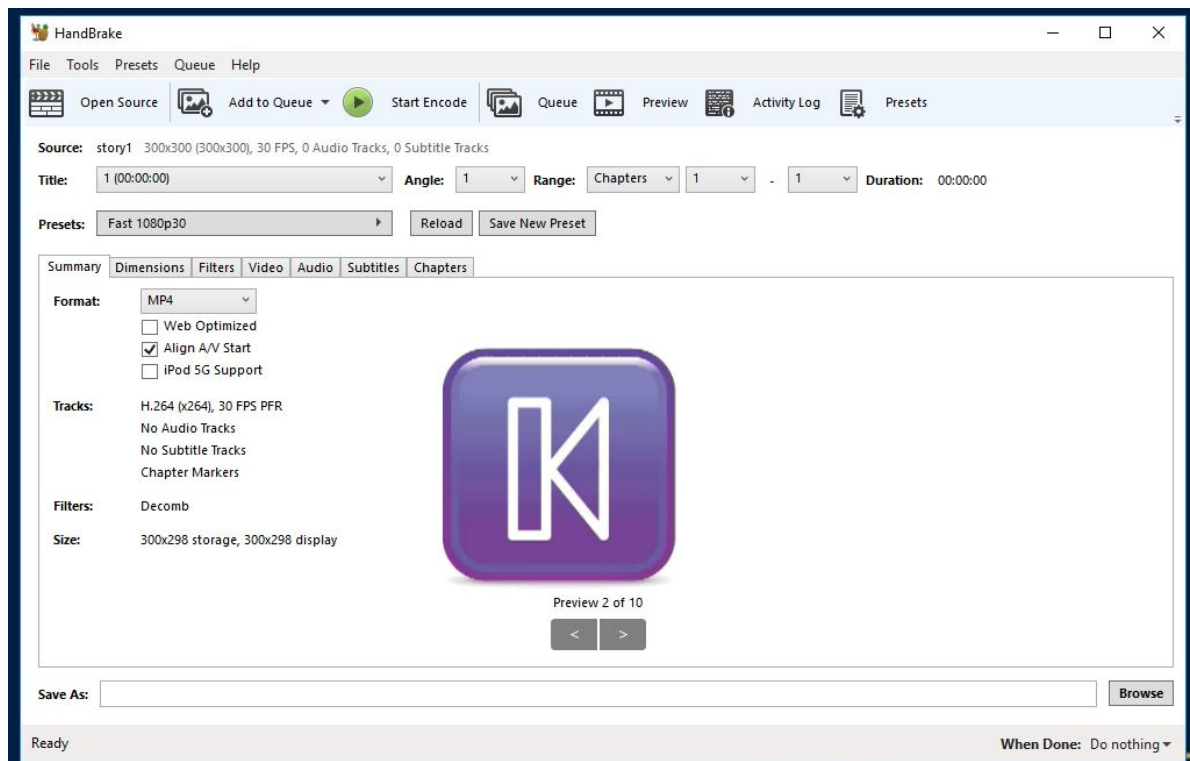 HandBrake
File Tools Presets Queue Help
Open Source Add to Queue Start Encode Queue Preview Activity Log Presets
Source: story1 300x300 (300x300), 30 FPS, 0 Audio Tracks, 0 Subtitle Tracks
Title: 1 (00:00:00) Angle: 1 Range: Chapters 1 - 1 Duration: 00:00:00
Presets: Fast 1080p30 Reload Save New Preset
Summary Dimensions Filters Video Audio Subtitles Chapters
Format: MP4
Web Optimized
Align A/V Start
iPod 5G Support
Tracks: H.264 (x264), 30 FPS PFR
No Audio Tracks
No Subtitle Tracks
Chapter Markers
Filters: Decomb
Size: 300x298 storage, 300x298 display
Preview 2 of 10
< >
Save As: Browse
Ready When Done: Do nothing